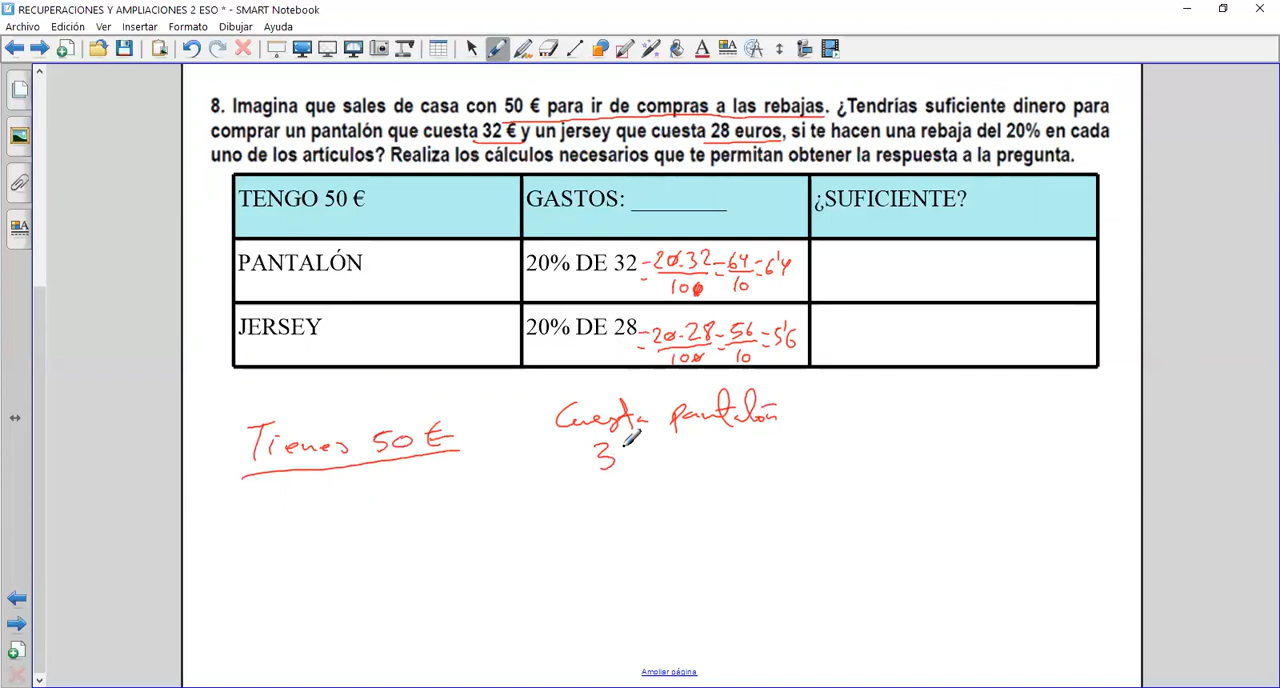 RECUPERACIONES Y AMPLIACIONES 2 ESO * - SMART Notebook
Archivo Edición Ver Insertar Formato Dibujar Ayuda
8. Imagina que sales de casa con 50 € para ir de compras a las rebajas. ¿Tendrías suficiente dinero para
comprar un pantalón que cuesta 32 € y un jersey que cuesta 28 euros, si te hacen una rebaja del 20% en cada
uno de los artículos? Realiza los cálculos necesarios que te permitan obtener la respuesta a la pregunta.
TENGO 50 € GASTOS: ________ ¿SUFICIENTE?
PANTALÓN 20% DE 32 = 20·32/100 = 64/10 = 6'4
JERSEY 20% DE 28 = 20·28/100 = 56/10 = 5'6
Cuesta pantalón
Tienes 50 €
3
Ampliar página